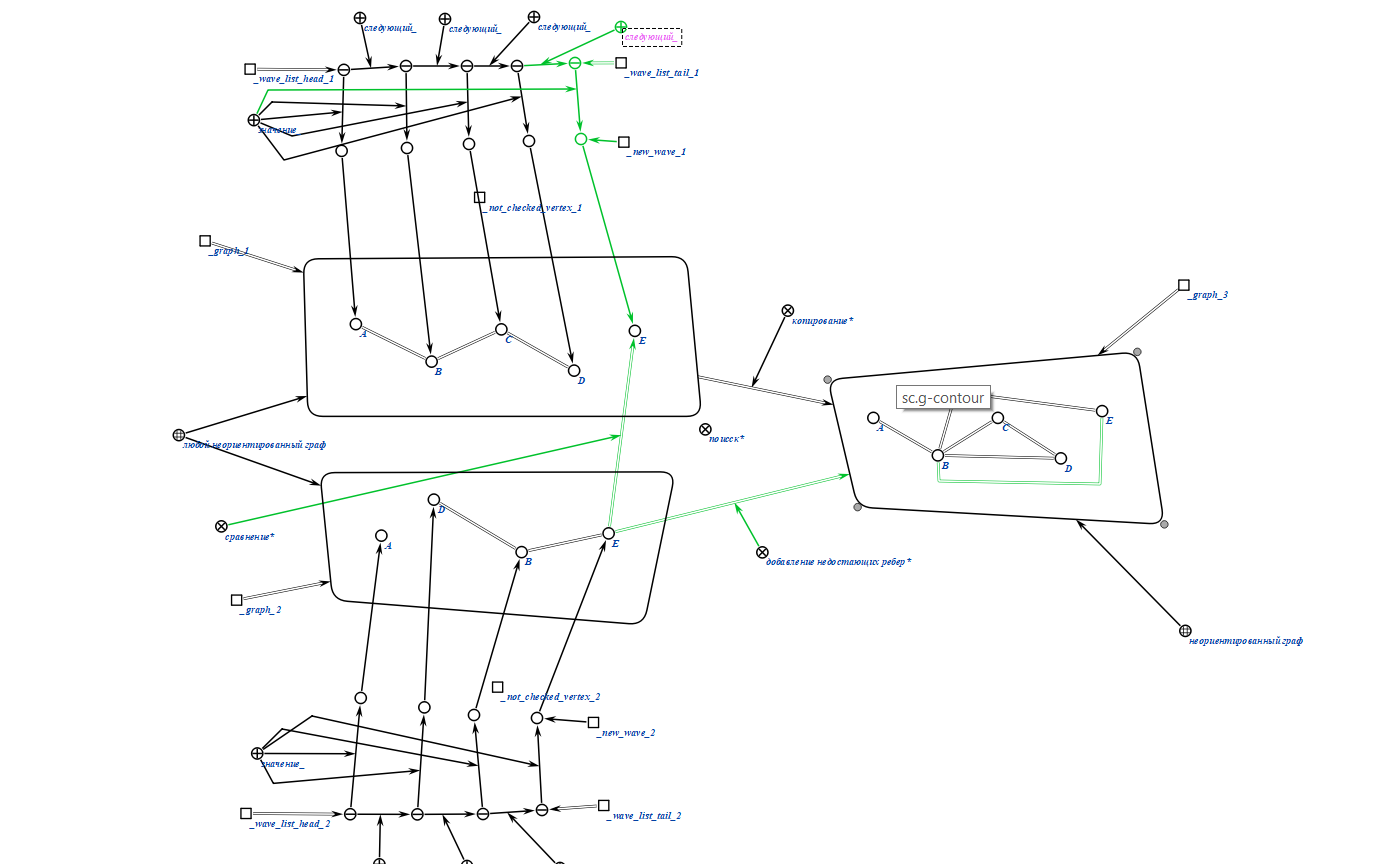 следующий_
следующий_
следующий_
следующий_
_wave_list_head_1
_wave_list_tail_1
значение_
_new_wave_1
_not_checked_vertex_1
_graph_1
_graph_3
копирование*
A
B
C
D
E
sc.g-contour
A
B
C
D
E
любой неориентированный граф
поиск*
сравнение*
добавление недостающих ребер*
D
A
B
E
_graph_2
неориентированный граф
_not_checked_vertex_2
_new_wave_2
значение_
_wave_list_head_2
_wave_list_tail_2